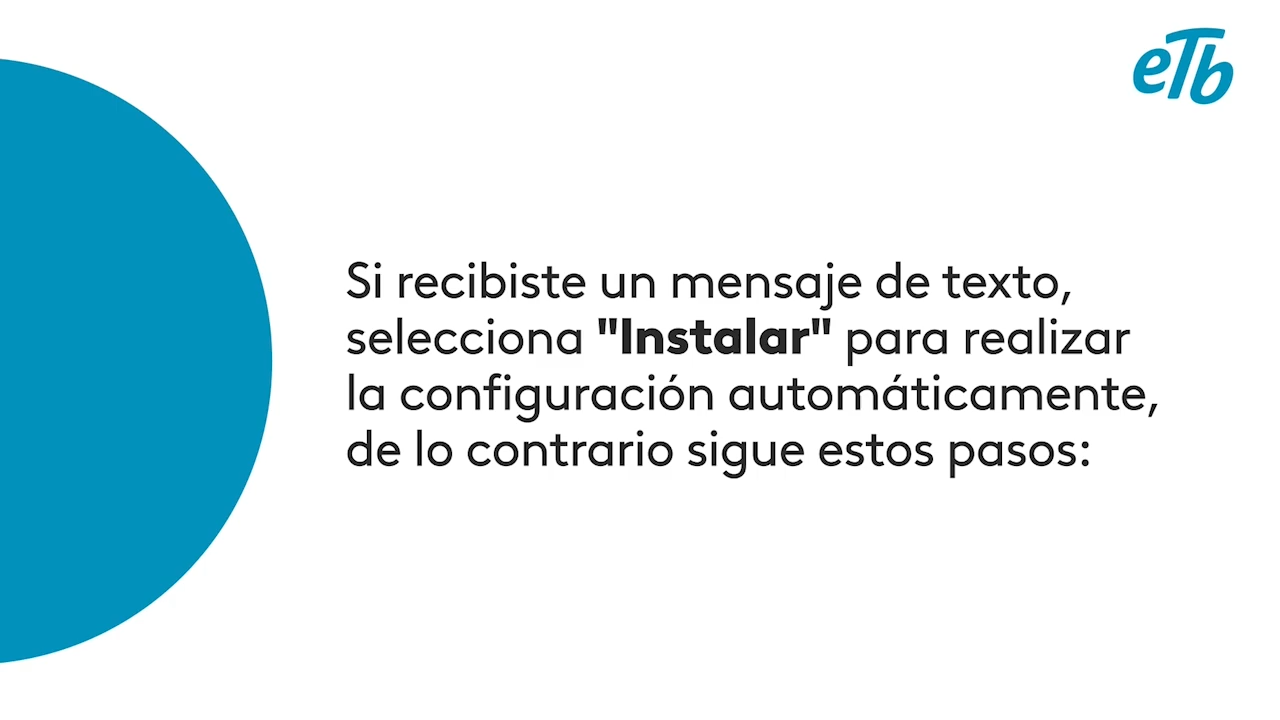 eTb
Si recibiste un mensaje de texto,
selecciona "Instalar" para realizar
la configuración automáticamente,
de lo contrario sigue estos pasos: